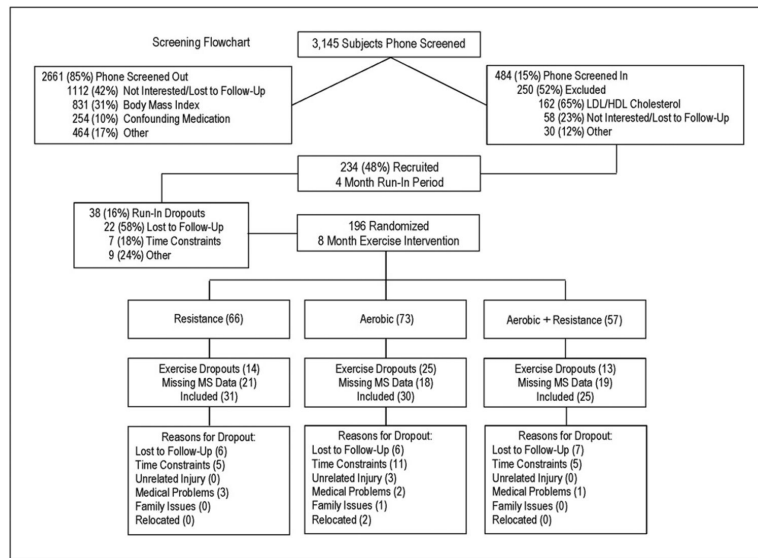 Screening Flowchart
3,145 Subjects Phone Screened
2661 (85%) Phone Screened Out
1112 (42%) Not Interested/Lost to Follow-Up
831 (31%) Body Mass Index
254 (10%) Confounding Medication
464 (17%) Other
484 (15%) Phone Screened In
250 (52%) Excluded
162 (65%) LDL/HDL Cholesterol
58 (23%) Not Interested/Lost to Follow-Up
30 (12%) Other
234 (48%) Recruited
4 Month Run-In Period
38 (16%) Run-In Dropouts
22 (58%) Lost to Follow-Up
7 (18%) Time Constraints
9 (24%) Other
196 Randomized
8 Month Exercise Intervention
Resistance (66)
Aerobic (73)
Aerobic + Resistance (57)
Exercise Dropouts (14)
Missing MS Data (21)
Included (31)
Exercise Dropouts (25)
Missing MS Data (18)
Included (30)
Exercise Dropouts (13)
Missing MS Data (19)
Included (25)
Reasons for Dropout:
Lost to Follow-Up (6)
Time Constraints (5)
Unrelated Injury (0)
Medical Problems (3)
Family Issues (0)
Relocated (0)
Reasons for Dropout:
Lost to Follow-Up (6)
Time Constraints (11)
Unrelated Injury (3)
Medical Problems (2)
Family Issues (1)
Relocated (2)
Reasons for Dropout:
Lost to Follow-Up (7)
Time Constraints (5)
Unrelated Injury (0)
Medical Problems (1)
Family Issues (0)
Relocated (0)